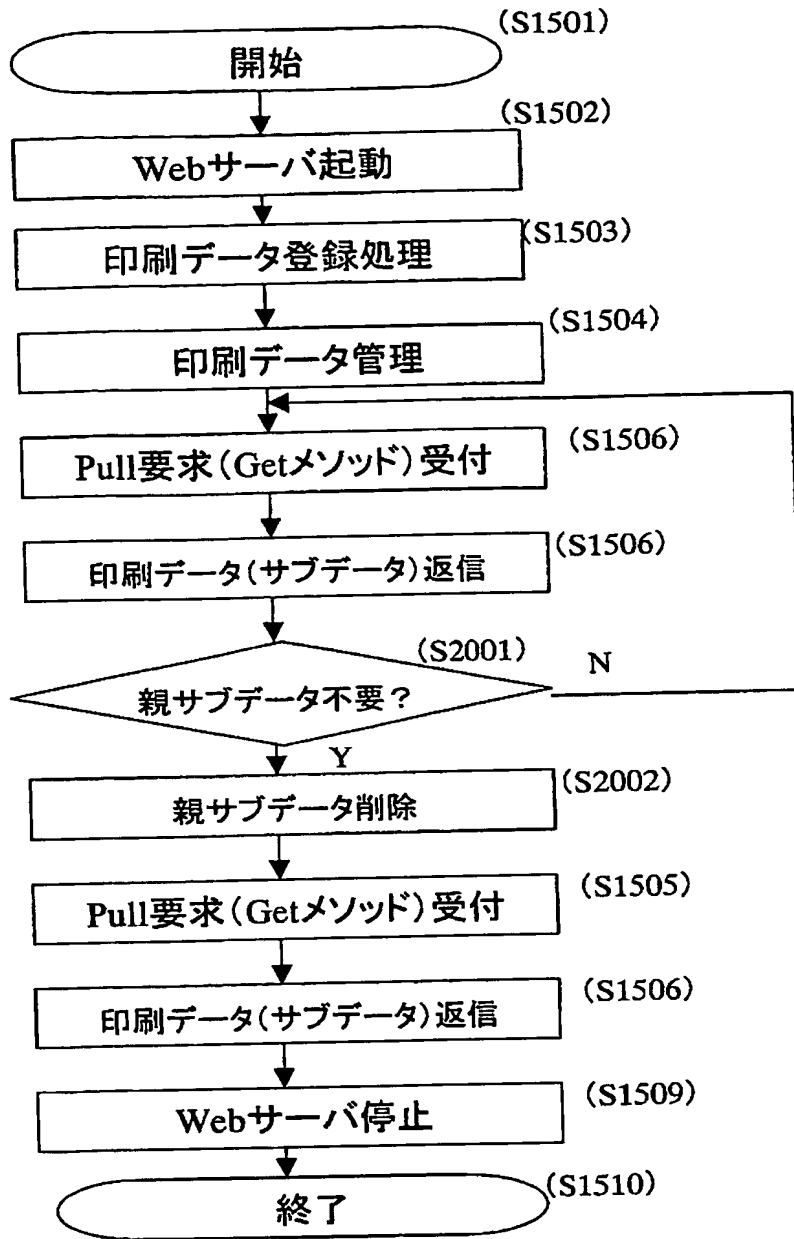 (S1501)
開始
(S1502)
Webサーバ起動
(S1503)
印刷データ登録処理
(S1504)
印刷データ管理
(S1506)
Pull要求(Getメソッド)受付
(S1506)
印刷データ(サブデータ)返信
(S2001)
N
親サブデータ不要?
Y
(S2002)
親サブデータ削除
(S1505)
Pull要求(Getメソッド)受付
(S1506)
印刷データ(サブデータ)返信
(S1509)
Webサーバ停止
(S1510)
終了